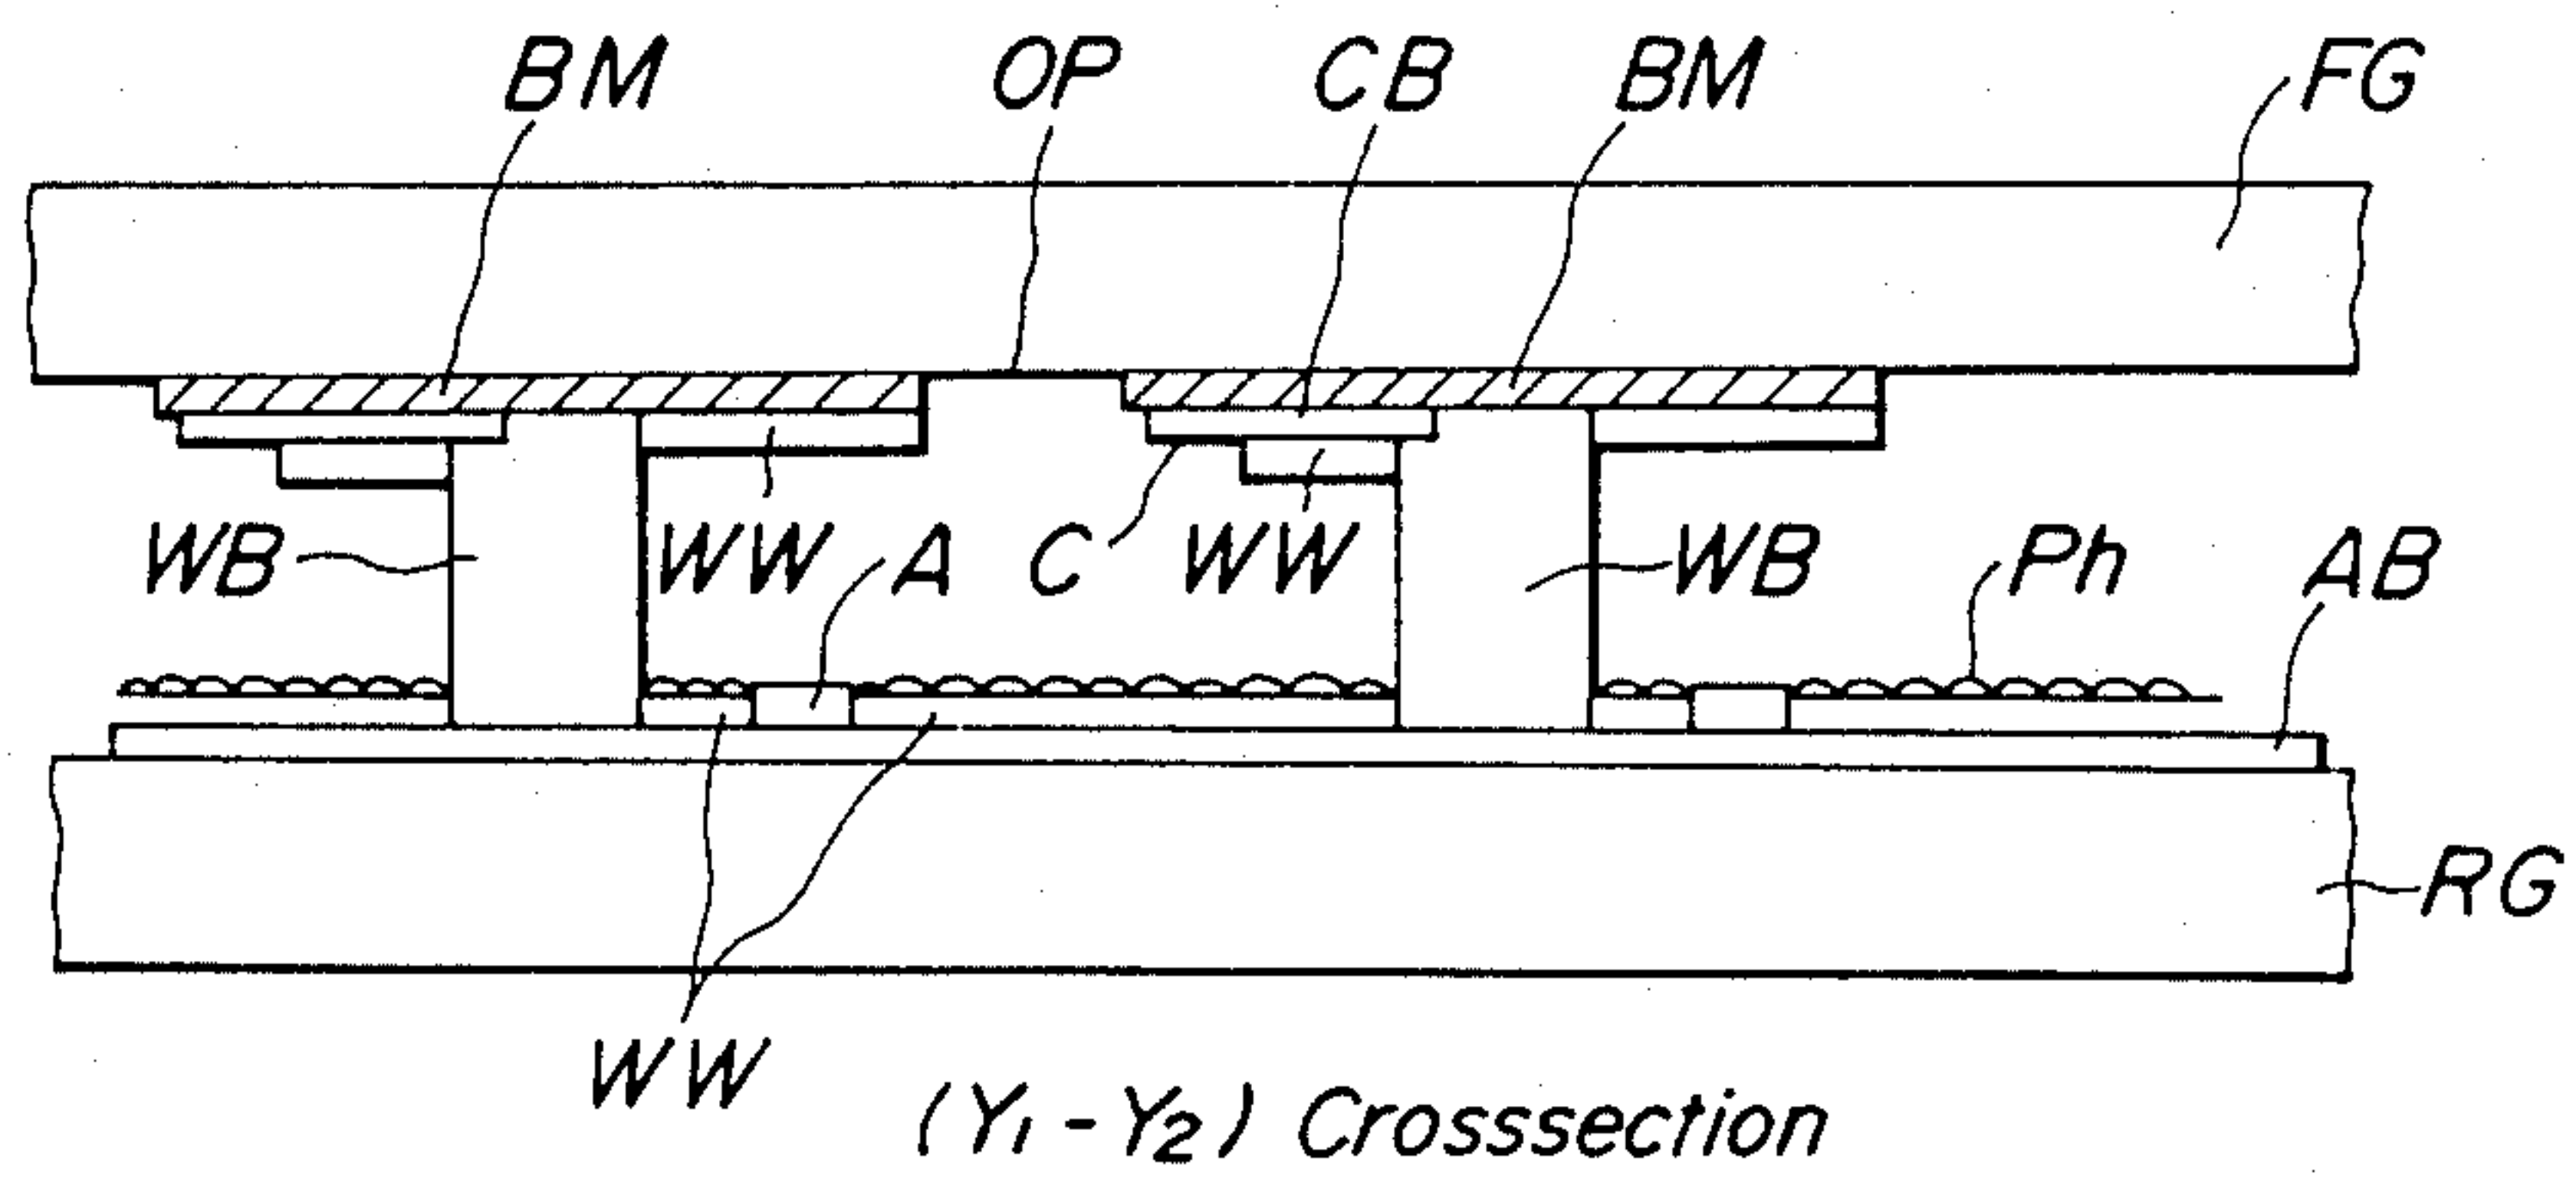 BM OP CB BM FG
WB WW A C WW WB Ph AB
RG
WW
(Y1-Y2) Crosssection